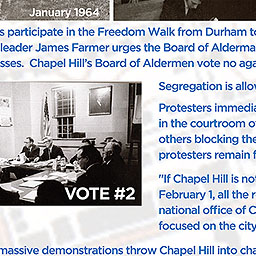 January 1964
s participate in the Freedom Walk from Durham to
leader James Farmer urges the Board of Alderma
sses. Chapel Hill's Board of Aldermen vote no aga
Segregation is allow
Protesters immedia
in the courtroom of
others blocking the
protesters remain f
VOTE #2
"If Chapel Hill is no
February 1, all the r
national office of C
focused on the city
massive demonstrations throw Chapel Hill into cha